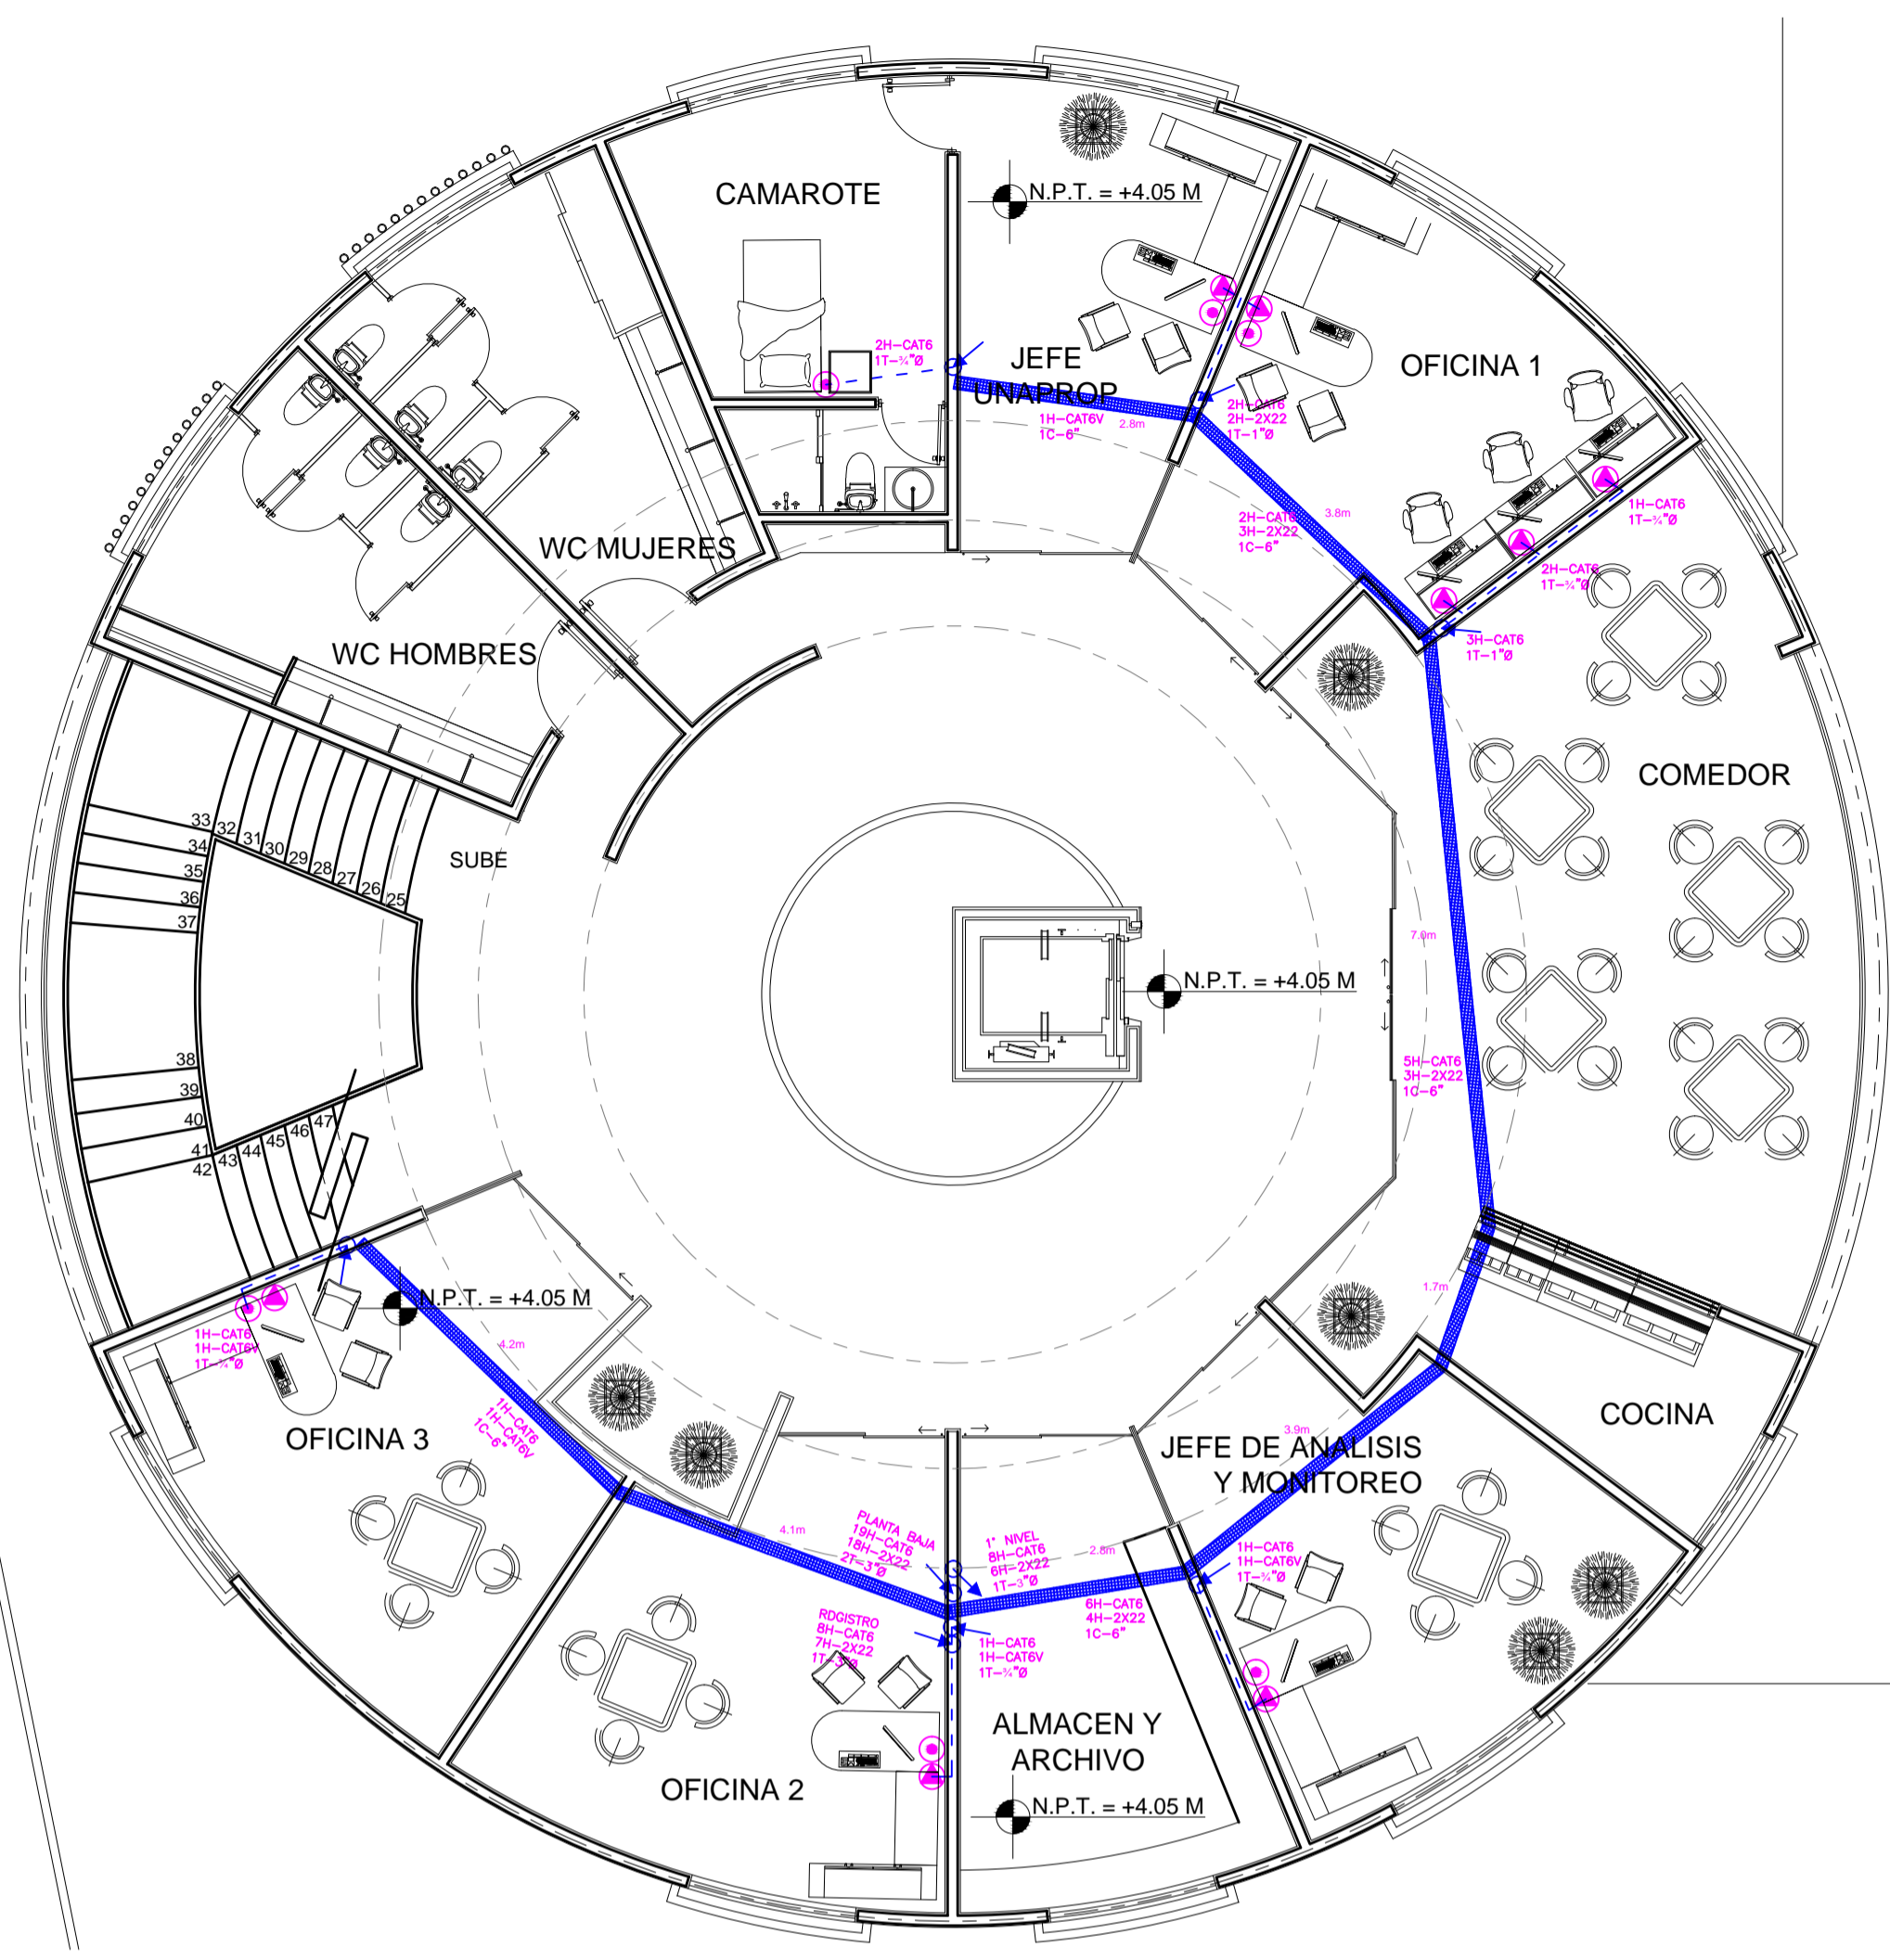 CAMAROTE
N.P.T. = +4.05 M
2H-CAT6
1T-¾"Ø
JEFE
UNAPROP
1H-CAT6V
1C-6"
2.8m
OFICINA 1
2H-CAT6
2H-2X22
1T-1"Ø
2H-CAT6
3H-2X22
1C-6"
3.8m
1H-CAT6
1T-¾"Ø
2H-CAT6
1T-¾"Ø
3H-CAT6
1T-1"Ø
WC MUJERES
WC HOMBRES
COMEDOR
SUBE
33
32
31
30
29
28
27
26
25
34
35
36
37
38
39
40
41
42
43
44
45
46
47
N.P.T. = +4.05 M
7.0m
5H-CAT6
3H-2X22
1C-6"
1.7m
N.P.T. = +4.05 M
1H-CAT6
1H-CAT6V
1T-¾"Ø
4.2m
1H-CAT6
1H-CAT6V
1C-6"
OFICINA 3
COCINA
JEFE DE ANALISIS
Y MONITOREO
3.9m
4.1m
PLANTA BAJA
19H-CAT6
18H-2X22
2T-3"Ø
1° NIVEL
8H-CAT6
6H-2X22
1T-3"Ø
2.8m
1H-CAT6
1H-CAT6V
1T-¾"Ø
6H-CAT6
4H-2X22
1C-6"
RDGISTRO
8H-CAT6
7H-2X22
1T-3"Ø
1H-CAT6
1H-CAT6V
1T-¾"Ø
ALMACEN Y
ARCHIVO
OFICINA 2
N.P.T. = +4.05 M